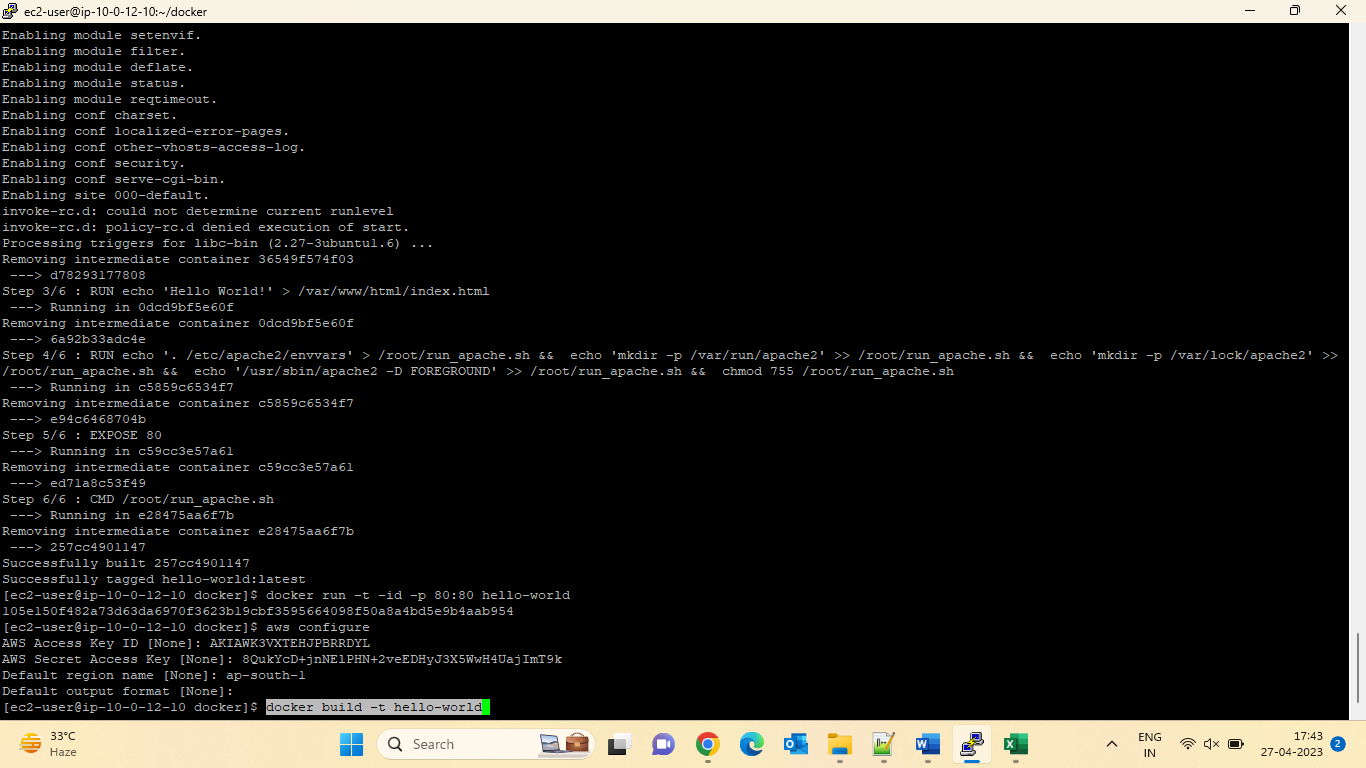 ec2-user@ip-10-0-12-10:~/docker
Enabling module setenvif.
Enabling module filter.
Enabling module deflate.
Enabling module status.
Enabling module reqtimeout.
Enabling conf charset.
Enabling conf localized-error-pages.
Enabling conf other-vhosts-access-log.
Enabling conf security.
Enabling conf serve-cgi-bin.
Enabling site 000-default.
invoke-rc.d: could not determine current runlevel
invoke-rc.d: policy-rc.d denied execution of start.
Processing triggers for libc-bin (2.27-3ubuntu1.6) ...
Removing intermediate container 36549f574f03
 ---> d78293177808
Step 3/6 : RUN echo 'Hello World!' > /var/www/html/index.html
 ---> Running in 0dcd9bf5e60f
Removing intermediate container 0dcd9bf5e60f
 ---> 6a92b33adc4e
Step 4/6 : RUN echo '. /etc/apache2/envvars' > /root/run_apache.sh &&  echo 'mkdir -p /var/run/apache2' >> /root/run_apache.sh &&  echo 'mkdir -p /var/lock/apache2' >>
/root/run_apache.sh &&  echo '/usr/sbin/apache2 -D FOREGROUND' >> /root/run_apache.sh &&  chmod 755 /root/run_apache.sh
 ---> Running in c5859c6534f7
Removing intermediate container c5859c6534f7
 ---> e94c6468704b
Step 5/6 : EXPOSE 80
 ---> Running in c59cc3e57a61
Removing intermediate container c59cc3e57a61
 ---> ed71a8c53f49
Step 6/6 : CMD /root/run_apache.sh
 ---> Running in e28475aa6f7b
Removing intermediate container e28475aa6f7b
 ---> 257cc4901147
Successfully built 257cc4901147
Successfully tagged hello-world:latest
[ec2-user@ip-10-0-12-10 docker]$ docker run -t -id -p 80:80 hello-world
105e150f482a73d63da6970f3623b19cbf3595664098f50a8a4bd5e9b4aab954
[ec2-user@ip-10-0-12-10 docker]$ aws configure
AWS Access Key ID [None]: AKIAWK3VXTEHJPBRRDYL
AWS Secret Access Key [None]:
Default region name [None]: ap-south-1
Default output format [None]:
[ec2-user@ip-10-0-12-10 docker]$ docker build -t hello-world
33°C
Haze
Search
ENG
IN
17:43
27-04-2023
2